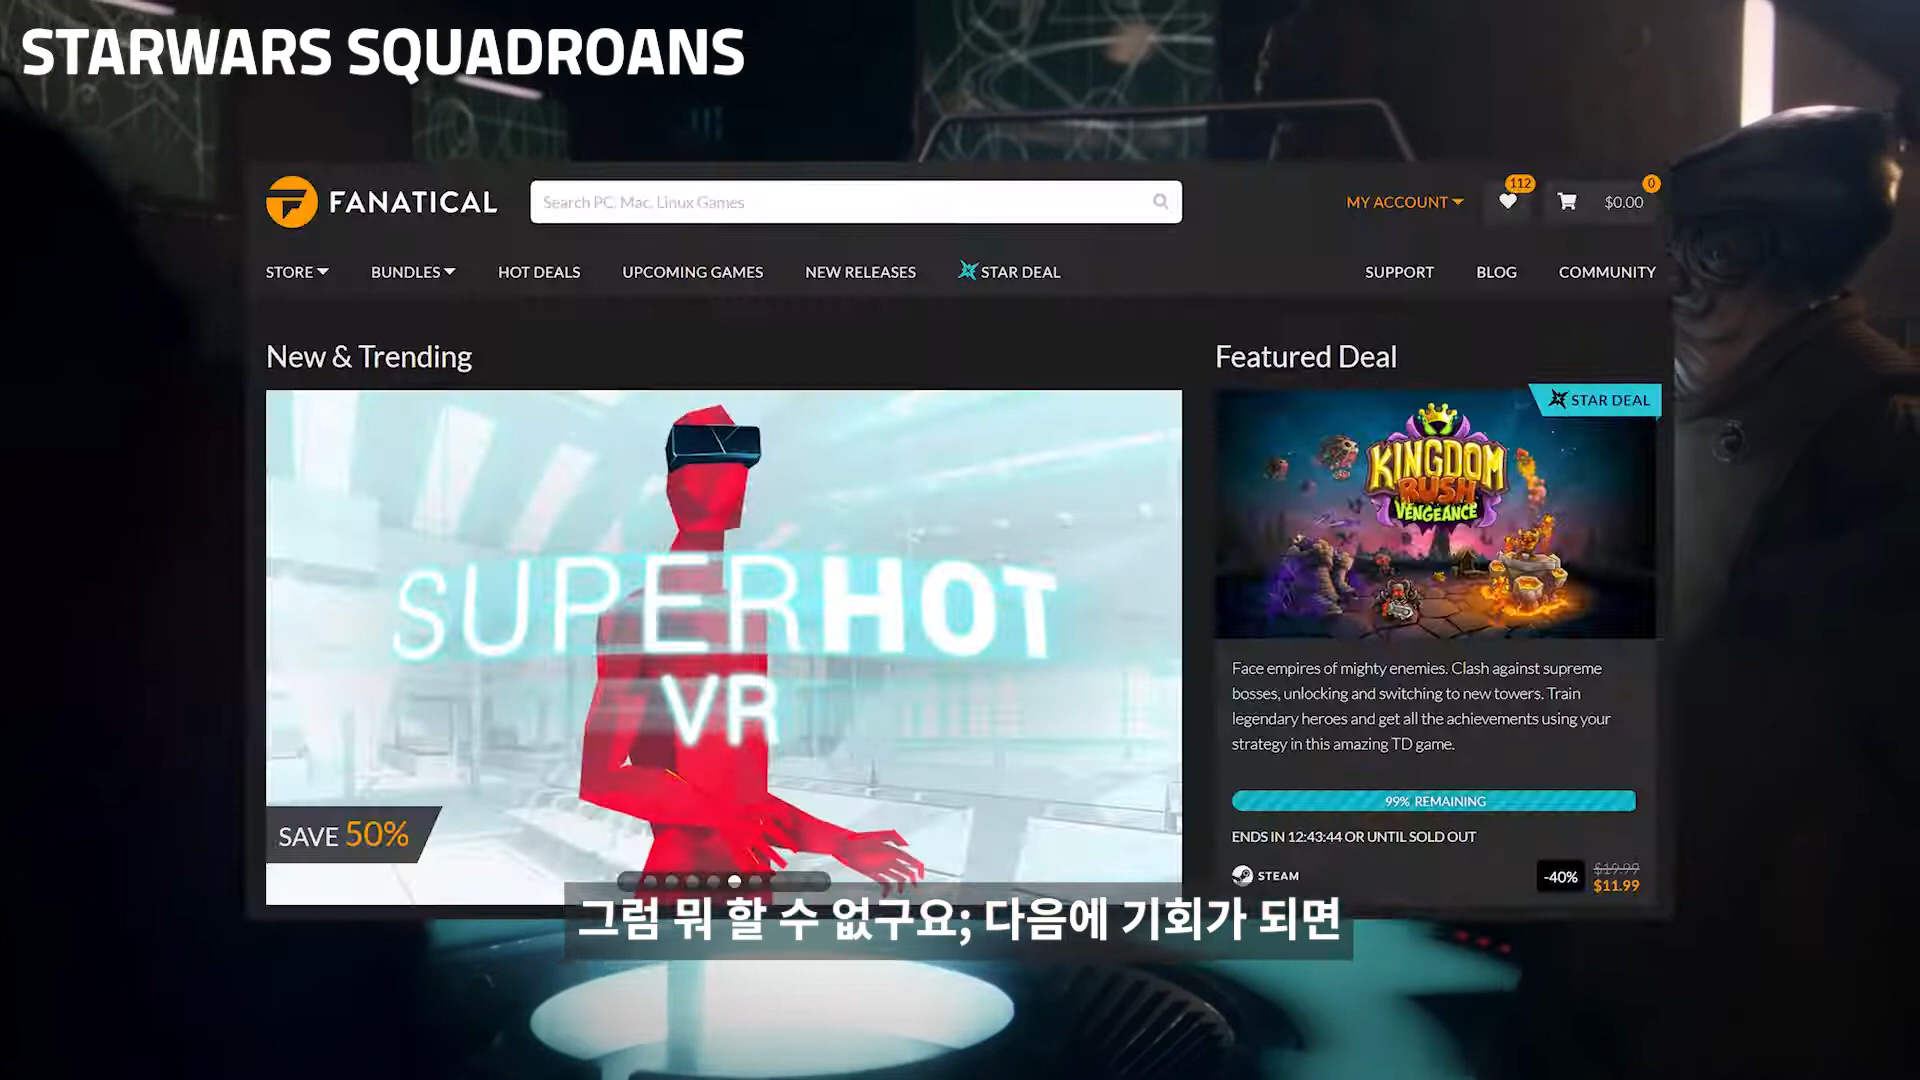 STARWARS SQUADROANS
FANATICAL
Search PC, Mac, Linux Games
MY ACCOUNT
112
0
$0.00
STORE
BUNDLES
HOT DEALS
UPCOMING GAMES
NEW RELEASES
STAR DEAL
SUPPORT
BLOG
COMMUNITY
New & Trending
SUPERHOT
VR
SAVE 50%
Featured Deal
STAR DEAL
KINGDOM
RUSH
VENGEANCE
Face empires of mighty enemies. Clash against supreme
bosses, unlocking and switching to new towers. Train
legendary heroes and get all the achievements using your
strategy in this amazing TD game.
99% REMAINING
ENDS IN 12:43:44 OR UNTIL SOLD OUT
STEAM
-40%
$19.99
$11.99
그럼 뭐 할 수 없구요; 다음에 기회가 되면